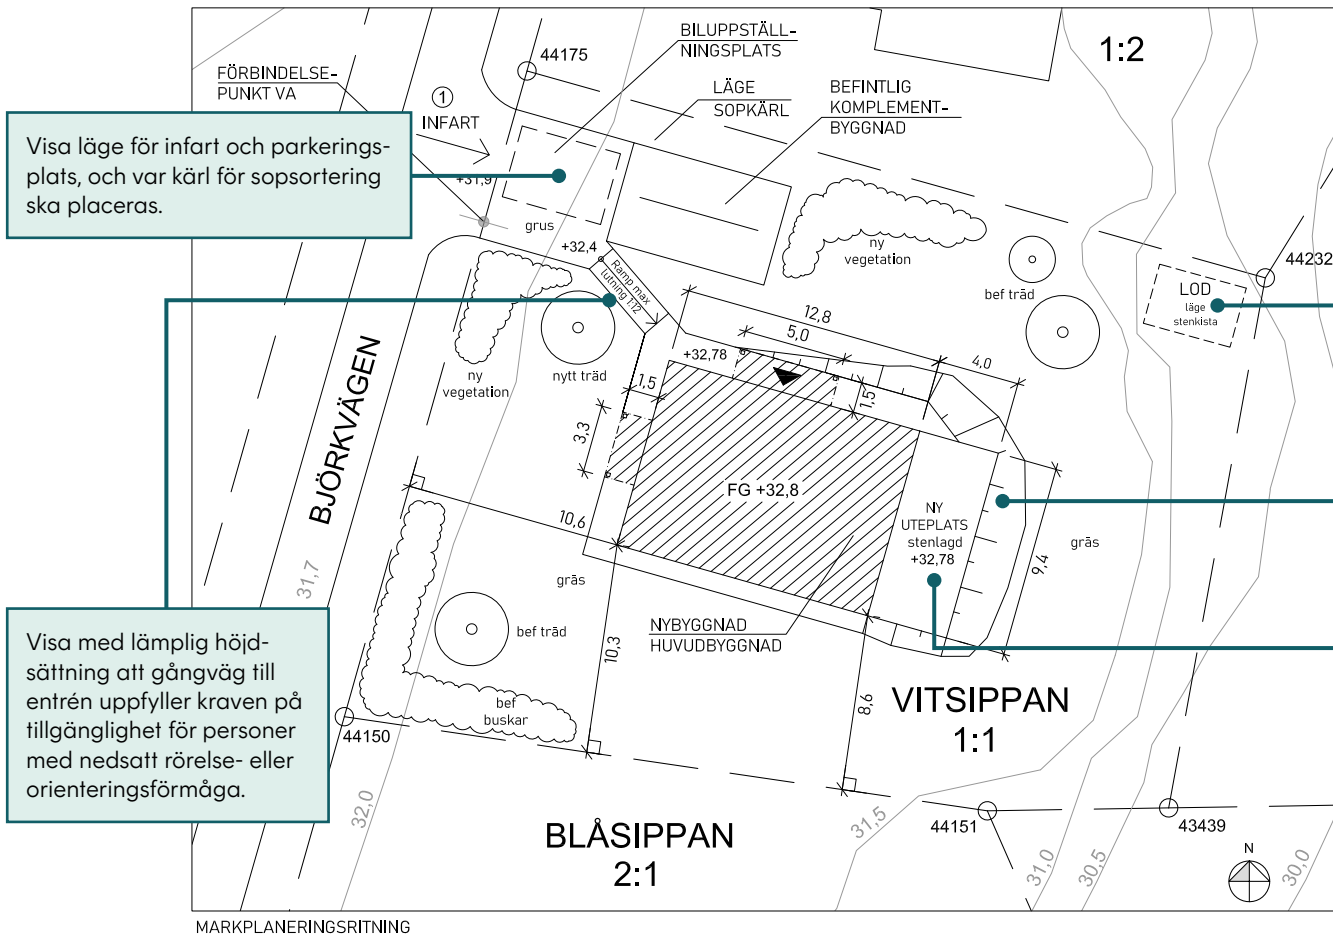 1:2
BILUPPSTÄLL-
NINGSPLATS
44175
FÖRBINDELSE-
PUNKT VA
1
INFART
LÄGE
SOPKÄRL
BEFINTLIG
KOMPLEMENT-
BYGGNAD
Visa läge för infart och parkerings-
plats, och var kärl för sopsortering
ska placeras.
+31,9
grus
+32,4
Ramp max
lutning 1:12
ny
vegetation
bef träd
44232
LOD
läge
stenkista
12,8
5,0
4,0
+32,78
1,5
1,5
nytt träd
ny
vegetation
BJÖRKVÄGEN
3,3
FG +32,8
NY
UTEPLATS
stenlagd
+32,78
10,6
gräs
9,4
31,7
gräs
Visa med lämplig höjd-
sättning att gångväg till
entrén uppfyller kraven på
tillgänglighet för personer
med nedsatt rörelse- eller
orienteringsförmåga.
bef träd
10,3
NYBYGGNAD
HUVUDBYGGNAD
8,6
VITSIPPAN
1:1
bef
buskar
44150
32,0
BLÅSIPPAN
2:1
31,5
44151
43439
31,0
30,5
30,0
N
MARKPLANERINGSRITNING